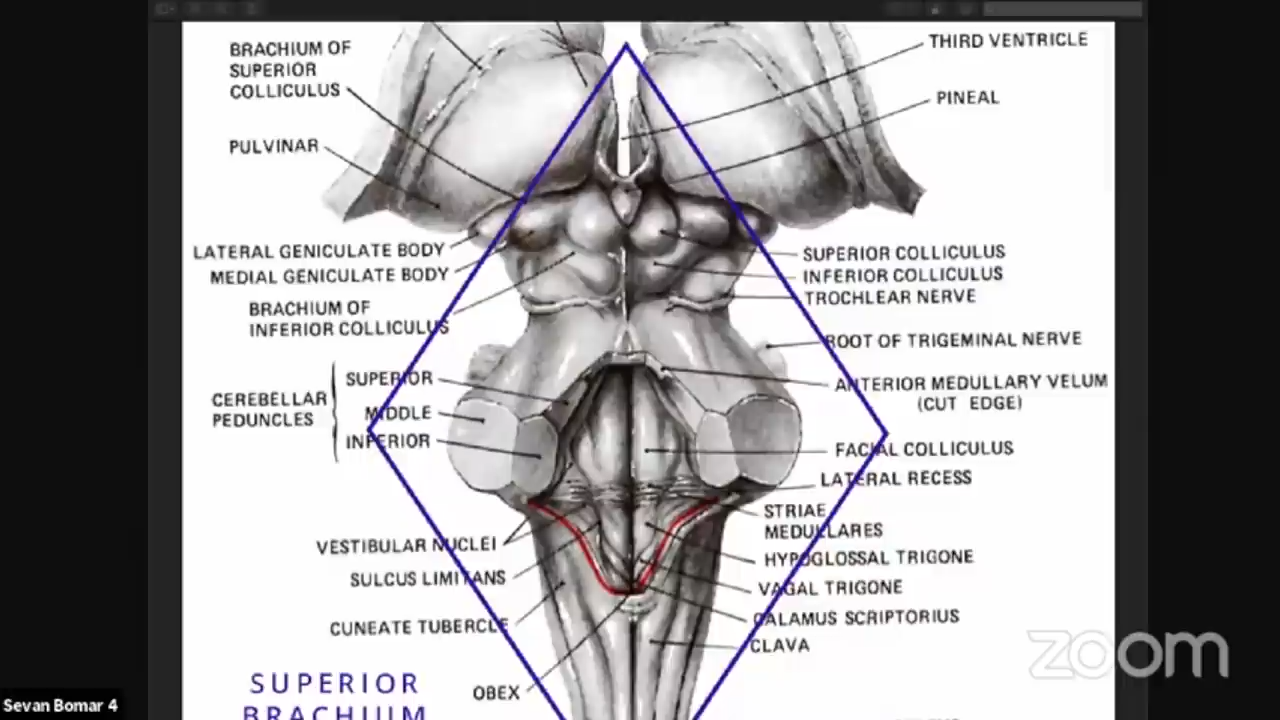 BRACHIUM OF
SUPERIOR
COLLICULUS
PULVINAR
LATERAL GENICULATE BODY
MEDIAL GENICULATE BODY
BRACHIUM OF
INFERIOR COLLICULUS
CEREBELLAR
PEDUNCLES
SUPERIOR
MIDDLE
INFERIOR
VESTIBULAR NUCLEI
SULCUS LIMITANS
CUNEATE TUBERCLE
OBEX
SUPERIOR
BRACHIUM
THIRD VENTRICLE
PINEAL
SUPERIOR COLLICULUS
INFERIOR COLLICULUS
TROCHLEAR NERVE
ROOT OF TRIGEMINAL NERVE
ANTERIOR MEDULLARY VELUM
(CUT EDGE)
FACIAL COLLICULUS
LATERAL RECESS
STRIAE
MEDULLARES
HYPOGLOSSAL TRIGONE
VAGAL TRIGONE
CALAMUS SCRIPTORIUS
CLAVA
zoom
Sevan Bomar 4